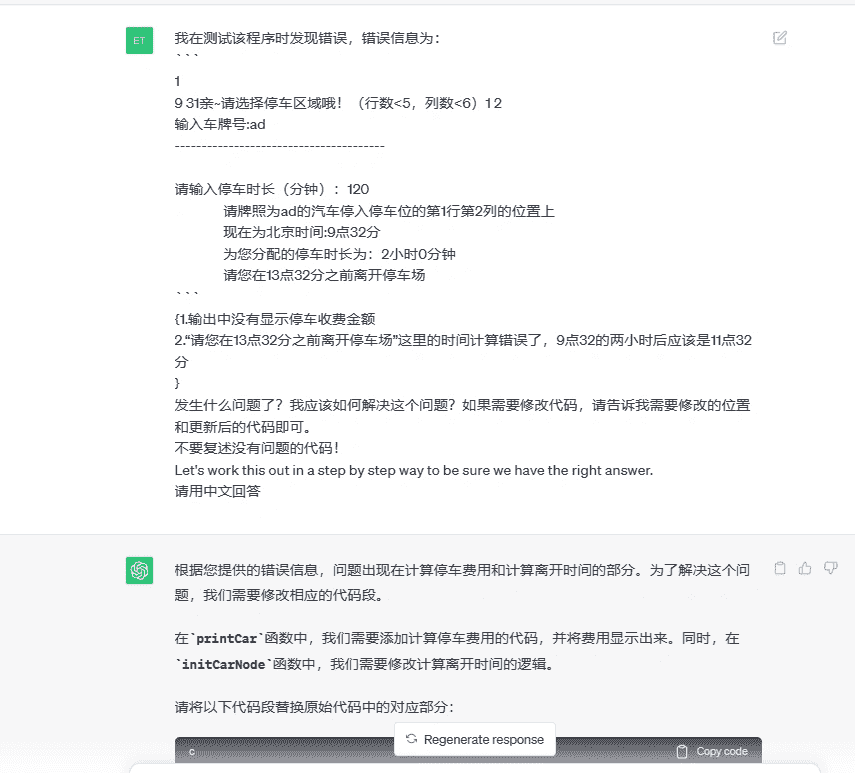 ET
我在测试该程序时发现错误，错误信息为：
```
1
9 31亲~请选择停车区域哦！（行数<5，列数<6）1 2
输入车牌号:ad
---------------------------------------
请输入停车时长（分钟）：120
请牌照为ad的汽车停入停车位的第1行第2列的位置上
现在为北京时间:9点32分
为您分配的停车时长为：2小时0分钟
请您在13点32分之前离开停车场
```
{1.输出中没有显示停车收费金额
2.“请您在13点32分之前离开停车场”这里的时间计算错误了，9点32的两小时后应该是11点32
分
}
发生什么问题了？我应该如何解决这个问题？如果需要修改代码，请告诉我需要修改的位置
和更新后的代码即可。
不要复述没有问题的代码！
Let's work this out in a step by step way to be sure we have the right answer.
请用中文回答
根据您提供的错误信息，问题出现在计算停车费用和计算离开时间的部分。为了解决这个问
题，我们需要修改相应的代码段。
在`printCar`函数中，我们需要添加计算停车费用的代码，并将费用显示出来。同时，在
`initCarNode`函数中，我们需要修改计算离开时间的逻辑。
请将以下代码段替换原始代码中的对应部分：
Regenerate response
c
Copy code